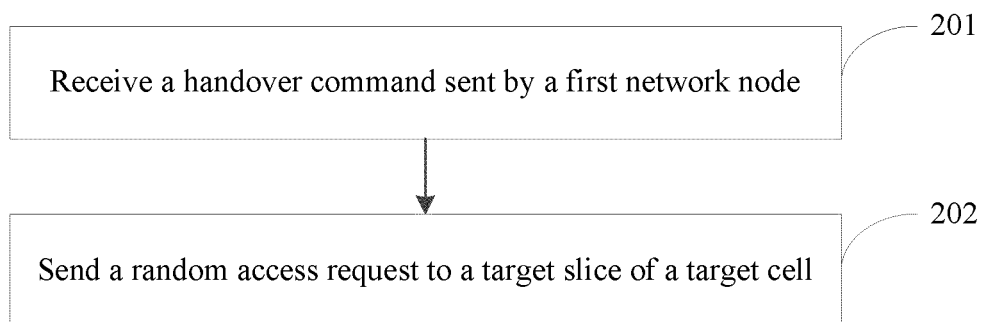 201
Receive a handover command sent by a first network node
202
Send a random access request to a target slice of a target cell